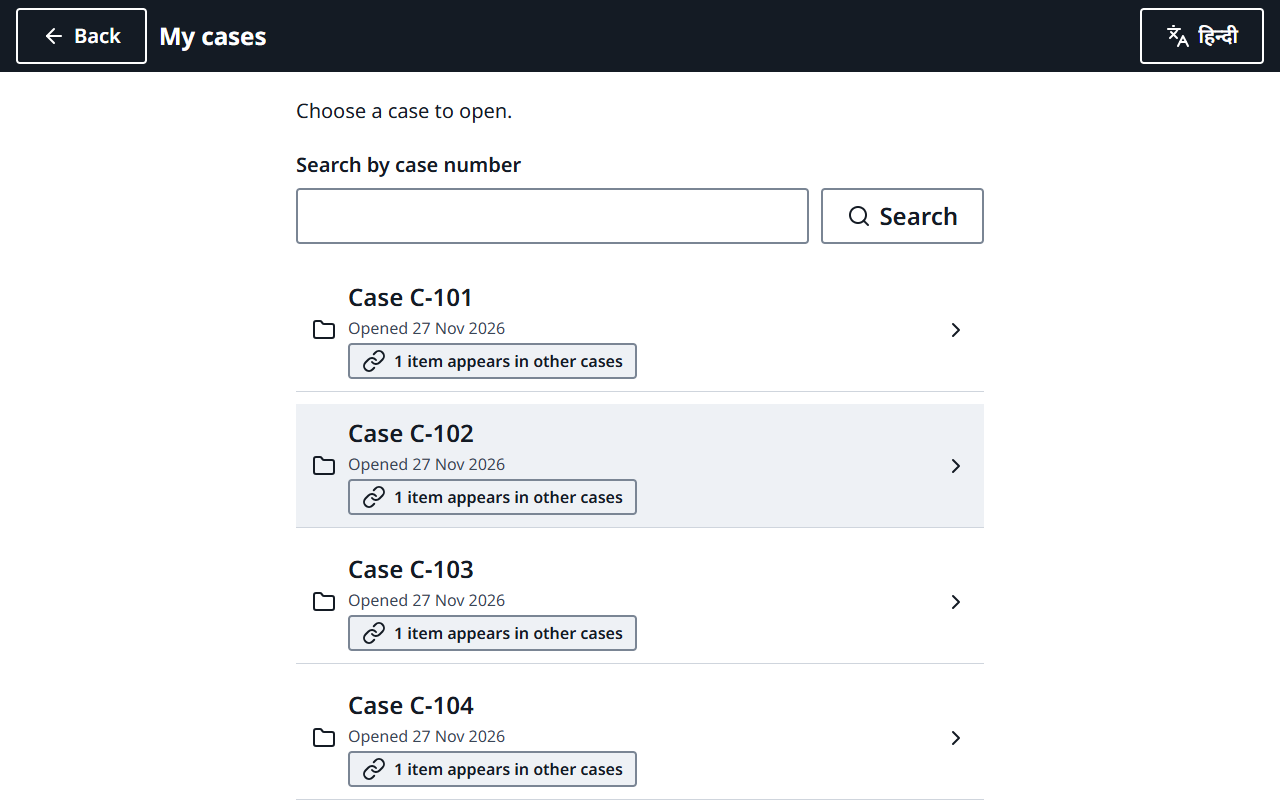 Back
My cases
हिन्दी
Choose a case to open.
Search by case number
Search
Case C-101
Opened 27 Nov 2026
1 item appears in other cases
Case C-102
Opened 27 Nov 2026
1 item appears in other cases
Case C-103
Opened 27 Nov 2026
1 item appears in other cases
Case C-104
Opened 27 Nov 2026
1 item appears in other cases